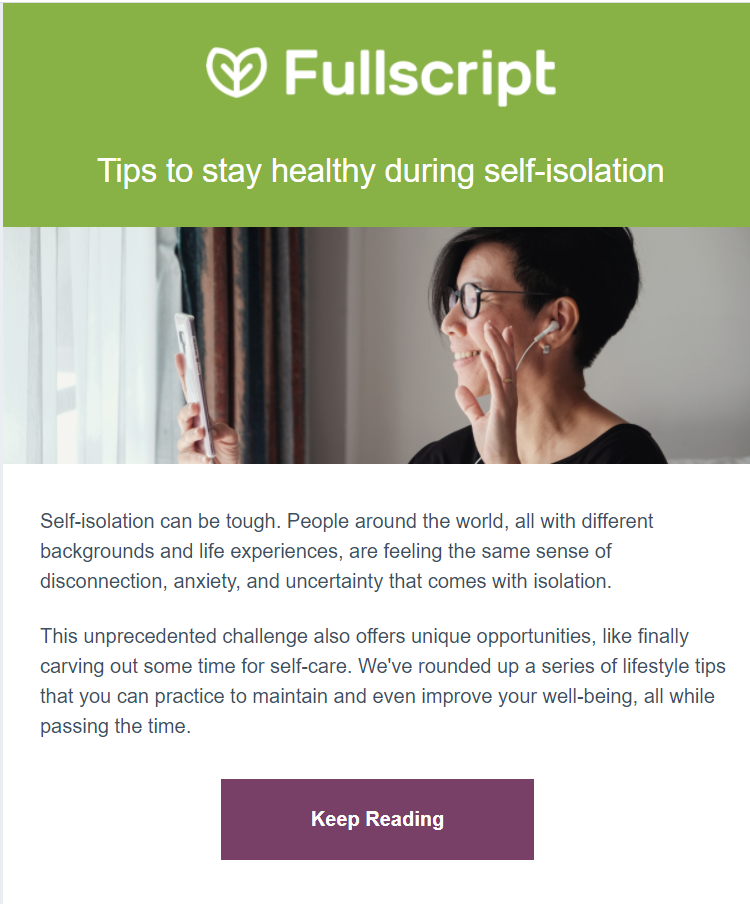 Fullscript
Tips to stay healthy during self-isolation
Self-isolation can be tough. People around the world, all with different
backgrounds and life experiences, are feeling the same sense of
disconnection, anxiety, and uncertainty that comes with isolation.
This unprecedented challenge also offers unique opportunities, like finally
carving out some time for self-care. We've rounded up a series of lifestyle tips
that you can practice to maintain and even improve your well-being, all while
passing the time.
Keep Reading